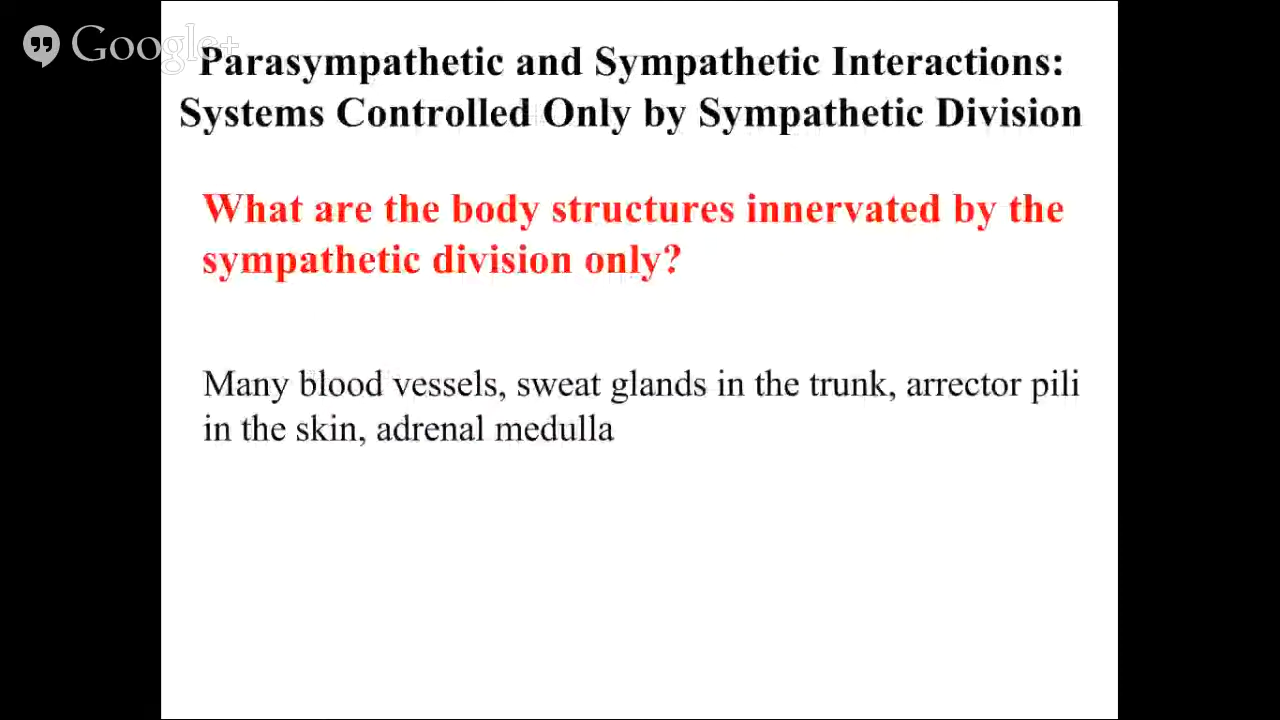 Google+
Parasympathetic and Sympathetic Interactions:
Systems Controlled Only by Sympathetic Division
What are the body structures innervated by the
sympathetic division only?
Many blood vessels, sweat glands in the trunk, arrector pili
in the skin, adrenal medulla